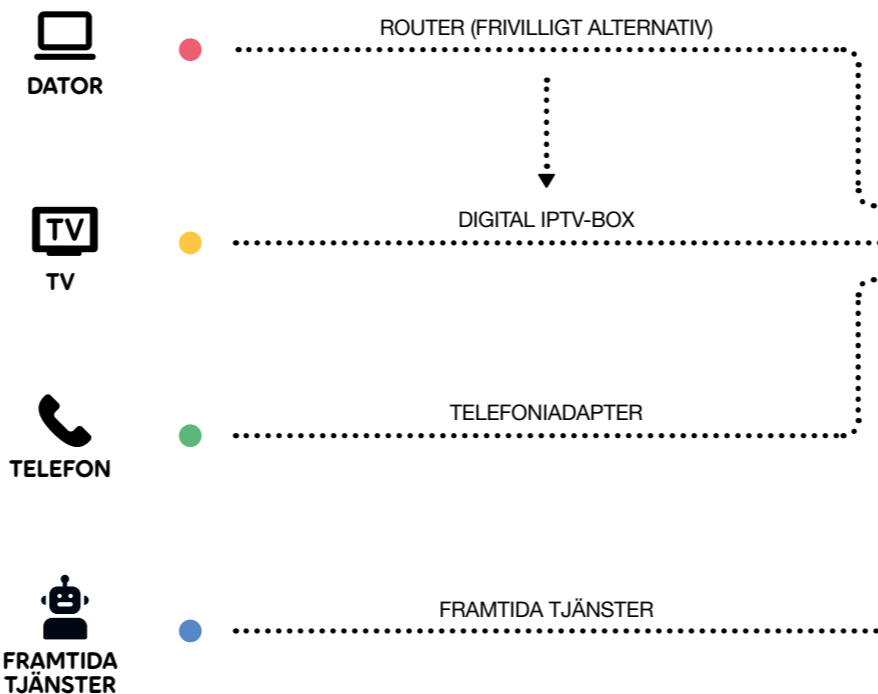 ROUTER (FRIVILLIGT ALTERNATIV)
DATOR
TV
DIGITAL IPTV-BOX
TV
TELEFONIADAPTER
TELEFON
FRAMTIDA TJÄNSTER
FRAMTIDA
TJÄNSTER